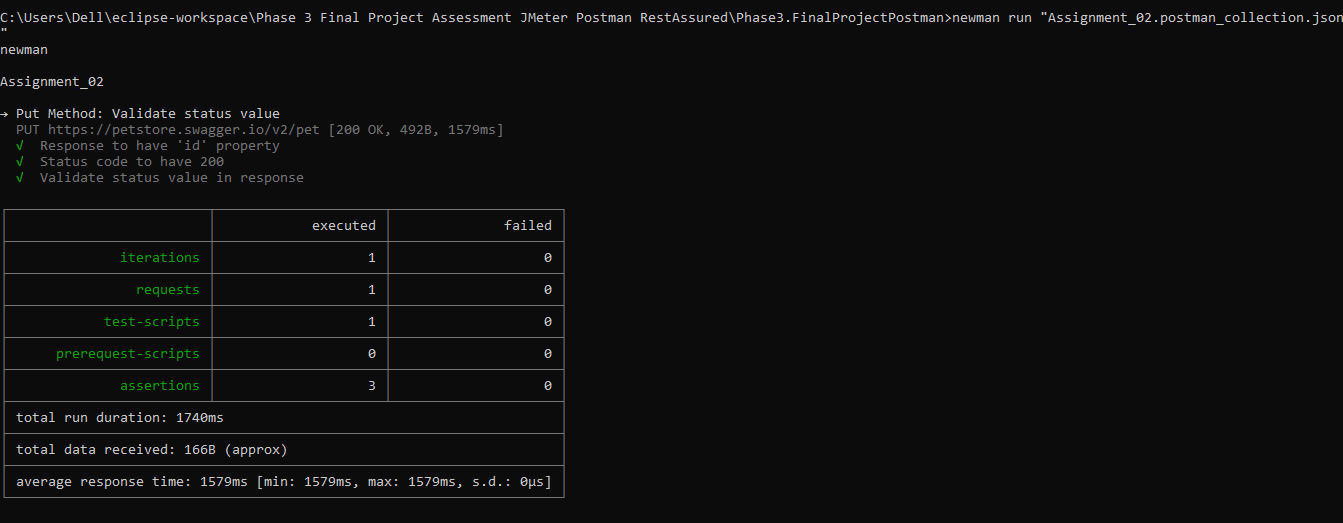 C:\Users\Dell\eclipse-workspace\Phase 3 Final Project Assessment JMeter Postman RestAssured\Phase3.FinalProjectPostman>newman run "Assignment_02.postman_collection.json
"
newman
Assignment_02
→ Put Method: Validate status value
PUT https://petstore.swagger.io/v2/pet [200 OK, 492B, 1579ms]
√ Response to have 'id' property
√ Status code to have 200
√ Validate status value in response
executed failed
iterations 1 0
requests 1 0
test-scripts 1 0
prerequest-scripts 0 0
assertions 3 0
total run duration: 1740ms
total data received: 166B (approx)
average response time: 1579ms [min: 1579ms, max: 1579ms, s.d.: 0µs]